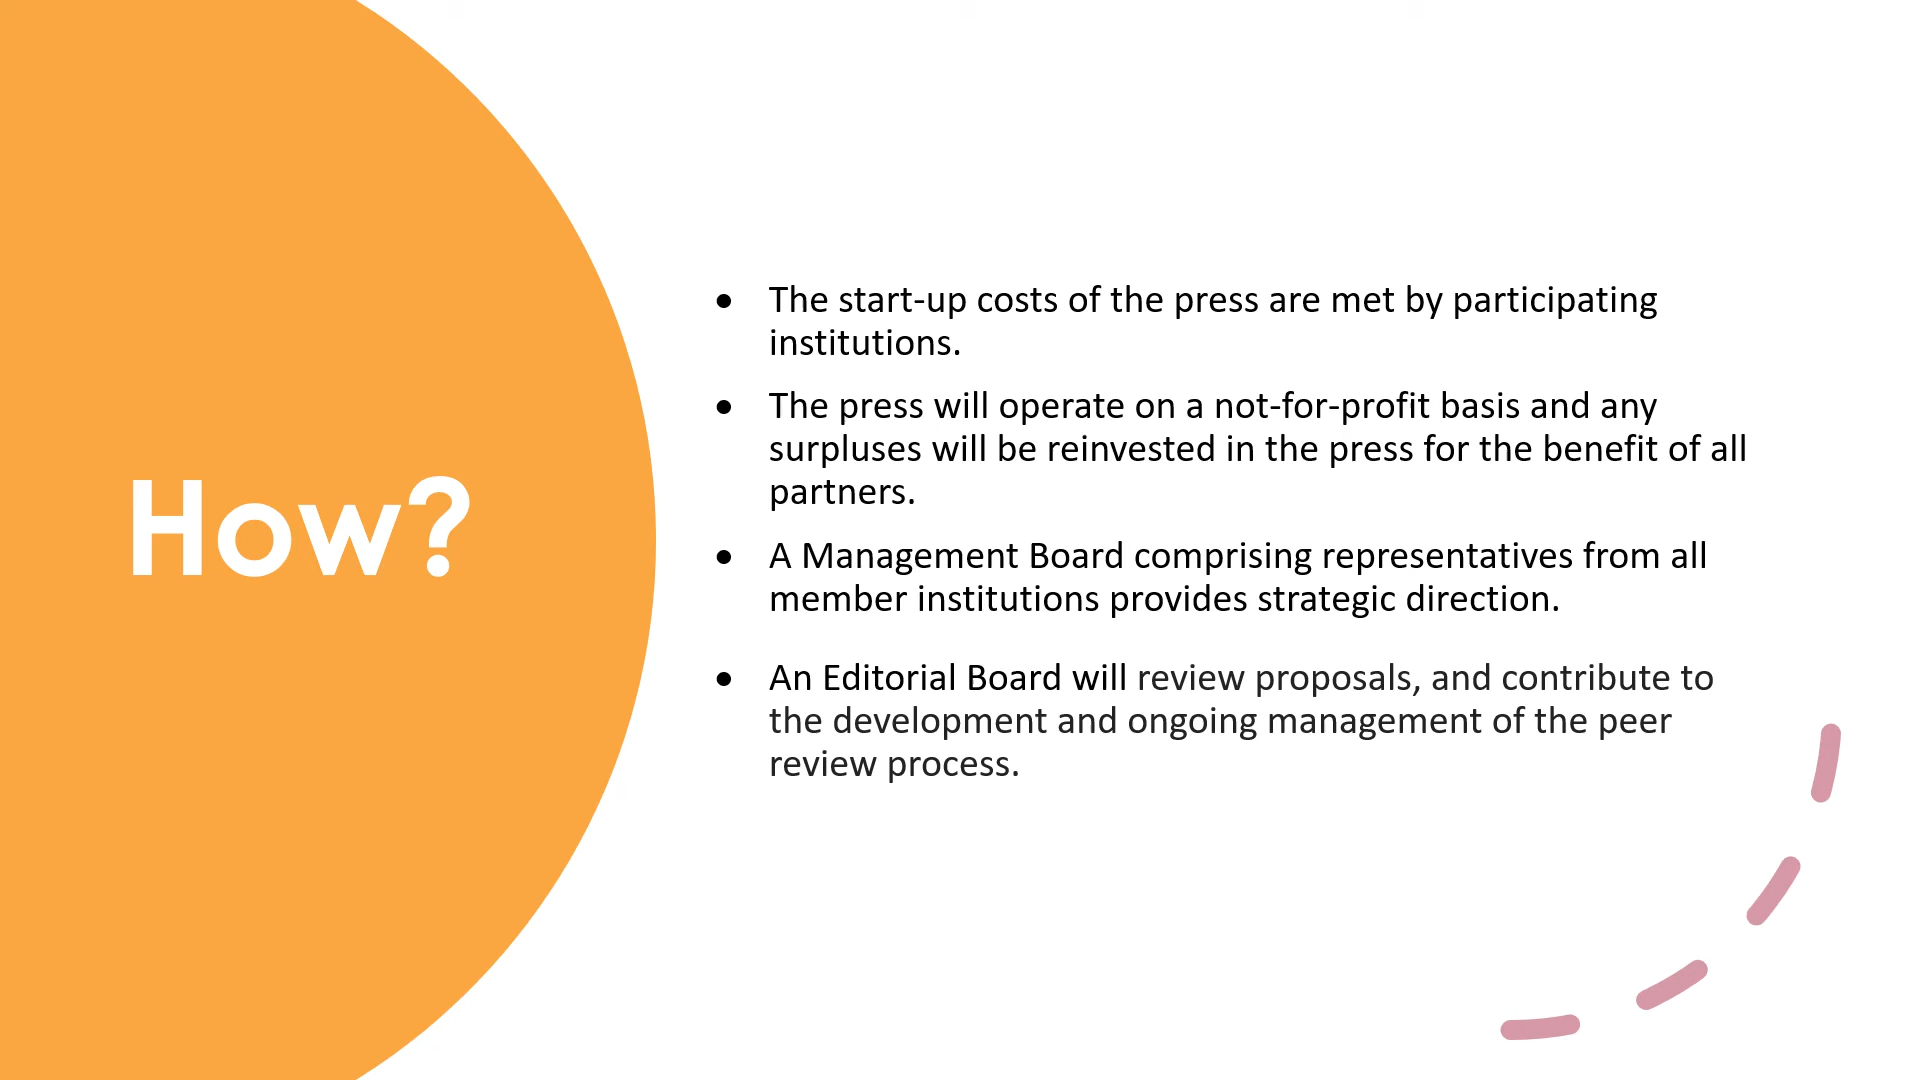 How?
• The start-up costs of the press are met by participating
institutions.
• The press will operate on a not-for-profit basis and any
surpluses will be reinvested in the press for the benefit of all
partners.
• A Management Board comprising representatives from all
member institutions provides strategic direction.
• An Editorial Board will review proposals, and contribute to
the development and ongoing management of the peer
review process.